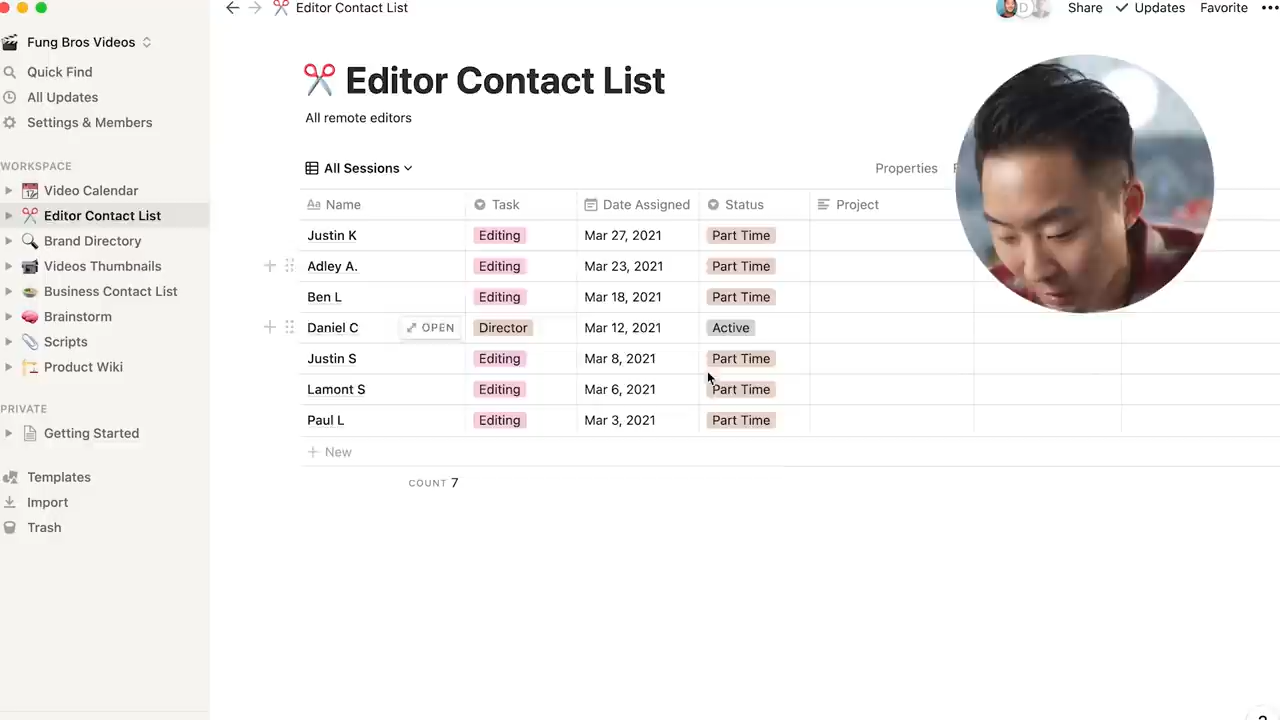 Editor Contact List
Share
Updates
Favorite
Fung Bros Videos
Quick Find
All Updates
Settings & Members
WORKSPACE
Video Calendar
Editor Contact List
Brand Directory
Videos Thumbnails
Business Contact List
Brainstorm
Scripts
Product Wiki
PRIVATE
Getting Started
Templates
Import
Trash
Editor Contact List
All remote editors
All Sessions
Properties
Aa Name Task Date Assigned Status Project
Justin K Editing Mar 27, 2021 Part Time
Adley A. Editing Mar 23, 2021 Part Time
Ben L Editing Mar 18, 2021 Part Time
Daniel C OPEN Director Mar 12, 2021 Active
Justin S Editing Mar 8, 2021 Part Time
Lamont S Editing Mar 6, 2021 Part Time
Paul L Editing Mar 3, 2021 Part Time
+ New
COUNT 7